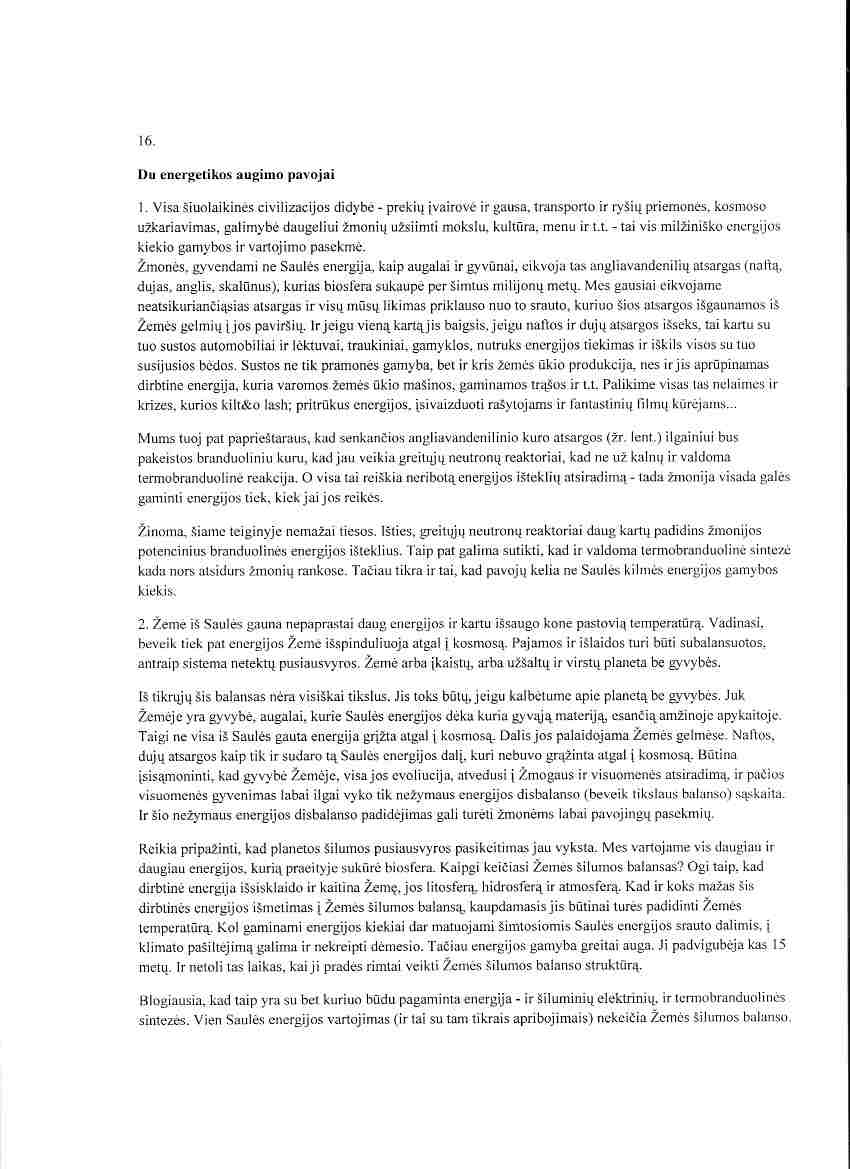 16.
Du energetikos augimo pavojai
1. Visa šiuolaikinės civilizacijos didybė - prekių įvairovė ir gausa, transporto ir ryšių priemonės, kosmoso
užkariavimas, galimybė daugeliui žmonių užsiimti mokslu, kultūra, menu ir t.t. - tai vis milžiniško energijos
kiekio gamybos ir vartojimo pasekmė.
Žmonės, gyvendami ne Saulės energija, kaip augalai ir gyvūnai, eikvoja tas angliavandenilių atsargas (naftą,
dujas, anglis, skalūnus), kurias biosfera sukaupė per šimtus milijonų metų. Mes gausiai eikvojame
neatsikuriančiąsias atsargas ir visų mūsų likimas priklauso nuo to srauto, kuriuo šios atsargos išgaunamos iš
Žemės gelmių į jos paviršių. Ir jeigu vieną kartą jis baigsis, jeigu naftos ir dujų atsargos išseks, tai kartu su
tuo sustos automobiliai ir lėktuvai, traukiniai, gamyklos, nutruks energijos tiekimas ir iškils visos su tuo
susijusios bėdos. Sustos ne tik pramonės gamyba, bet ir kris žemės ūkio produkcija, nes ir jis aprūpinamas
dirbtine energija, kuria varomos žemės ūkio mašinos, gaminamos trąšos ir t.t. Palikime visas tas nelaimes ir
krizes, kurios kilt&o lash; pritrūkus energijos, įsivaizduoti rašytojams ir fantastinių filmų kūrėjams...
Mums tuoj pat paprieštaraus, kad senkančios angliavandenilinio kuro atsargos (žr. lent.) ilgainiui bus
pakeistos branduoliniu kuru, kad jau veikia greitųjų neutronų reaktoriai, kad ne už kalnų ir valdoma
termobranduolinė reakcija. O visa tai reiškia neribotą energijos išteklių atsiradimą - tada žmonija visada galės
gaminti energijos tiek, kiek jai jos reikės.
Žinoma, šiame teiginyje nemažai tiesos. Išties, greitųjų neutronų reaktoriai daug kartų padidins žmonijos
potencinius branduolinės energijos išteklius. Taip pat galima sutikti, kad ir valdoma termobranduolinė sintezė
kada nors atsidurs žmonių rankose. Tačiau tikra ir tai, kad pavojų kelia ne Saulės kilmės energijos gamybos
kiekis.
2. Žemė iš Saulės gauna nepaprastai daug energijos ir kartu išsaugo kone pastovią temperatūrą. Vadinasi,
beveik tiek pat energijos Žemė išspinduliuoja atgal į kosmosą. Pajamos ir išlaidos turi būti subalansuotos,
antraip sistema netektų pusiausvyros. Žemė arba įkaistų, arba užšaltų ir virstų planeta be gyvybės.
Iš tikrųjų šis balansas nėra visiškai tikslus. Jis toks būtų, jeigu kalbėtume apie planetą be gyvybės. Juk
Žemėje yra gyvybė, augalai, kurie Saulės energijos dėka kuria gyvąją materiją, esančią amžinoje apykaitoje.
Taigi ne visa iš Saulės gauta energija grįžta atgal į kosmosą. Dalis jos palaidojama Žemės gelmėse. Naftos,
dujų atsargos kaip tik ir sudaro tą Saulės energijos dalį, kuri nebuvo grąžinta atgal į kosmosą. Būtina
įsisąmoninti, kad gyvybė Žemėje, visa jos evoliucija, atvedusi į Žmogaus ir visuomenės atsiradimą, ir pačios
visuomenės gyvenimas labai ilgai vyko tik nežymaus energijos disbalanso (beveik tikslaus balanso) sąskaita.
Ir šio nežymaus energijos disbalanso padidėjimas gali turėti žmonėms labai pavojingų pasekmių.
Reikia pripažinti, kad planetos šilumos pusiausvyros pasikeitimas jau vyksta. Mes vartojame vis daugiau ir
daugiau energijos, kurią praeityje sukūrė biosfera. Kaipgi keičiasi Žemės šilumos balansas? Ogi taip, kad
dirbtinė energija išsisklaido ir kaitina Žemę, jos litosferą, hidrosferą ir atmosferą. Kad ir koks mažas šis
dirbtinės energijos išmetimas į Žemės šilumos balansą, kaupdamasis jis būtinai turės padidinti Žemės
temperatūrą. Kol gaminami energijos kiekiai dar matuojami šimtosiomis Saulės energijos srauto dalimis, į
klimato pašiltėjimą galima ir nekreipti dėmesio. Tačiau energijos gamyba greitai auga. Ji padvigubėja kas 15
metų. Ir netoli tas laikas, kai ji pradės rimtai veikti Žemės šilumos balanso struktūrą.
Blogiausia, kad taip yra su bet kuriuo būdu pagaminta energija - ir šiluminių elektrinių, ir termobranduolinės
sintezės. Vien Saulės energijos vartojimas (ir tai su tam tikrais apribojimais) nekeičia Žemės šilumos balanso.